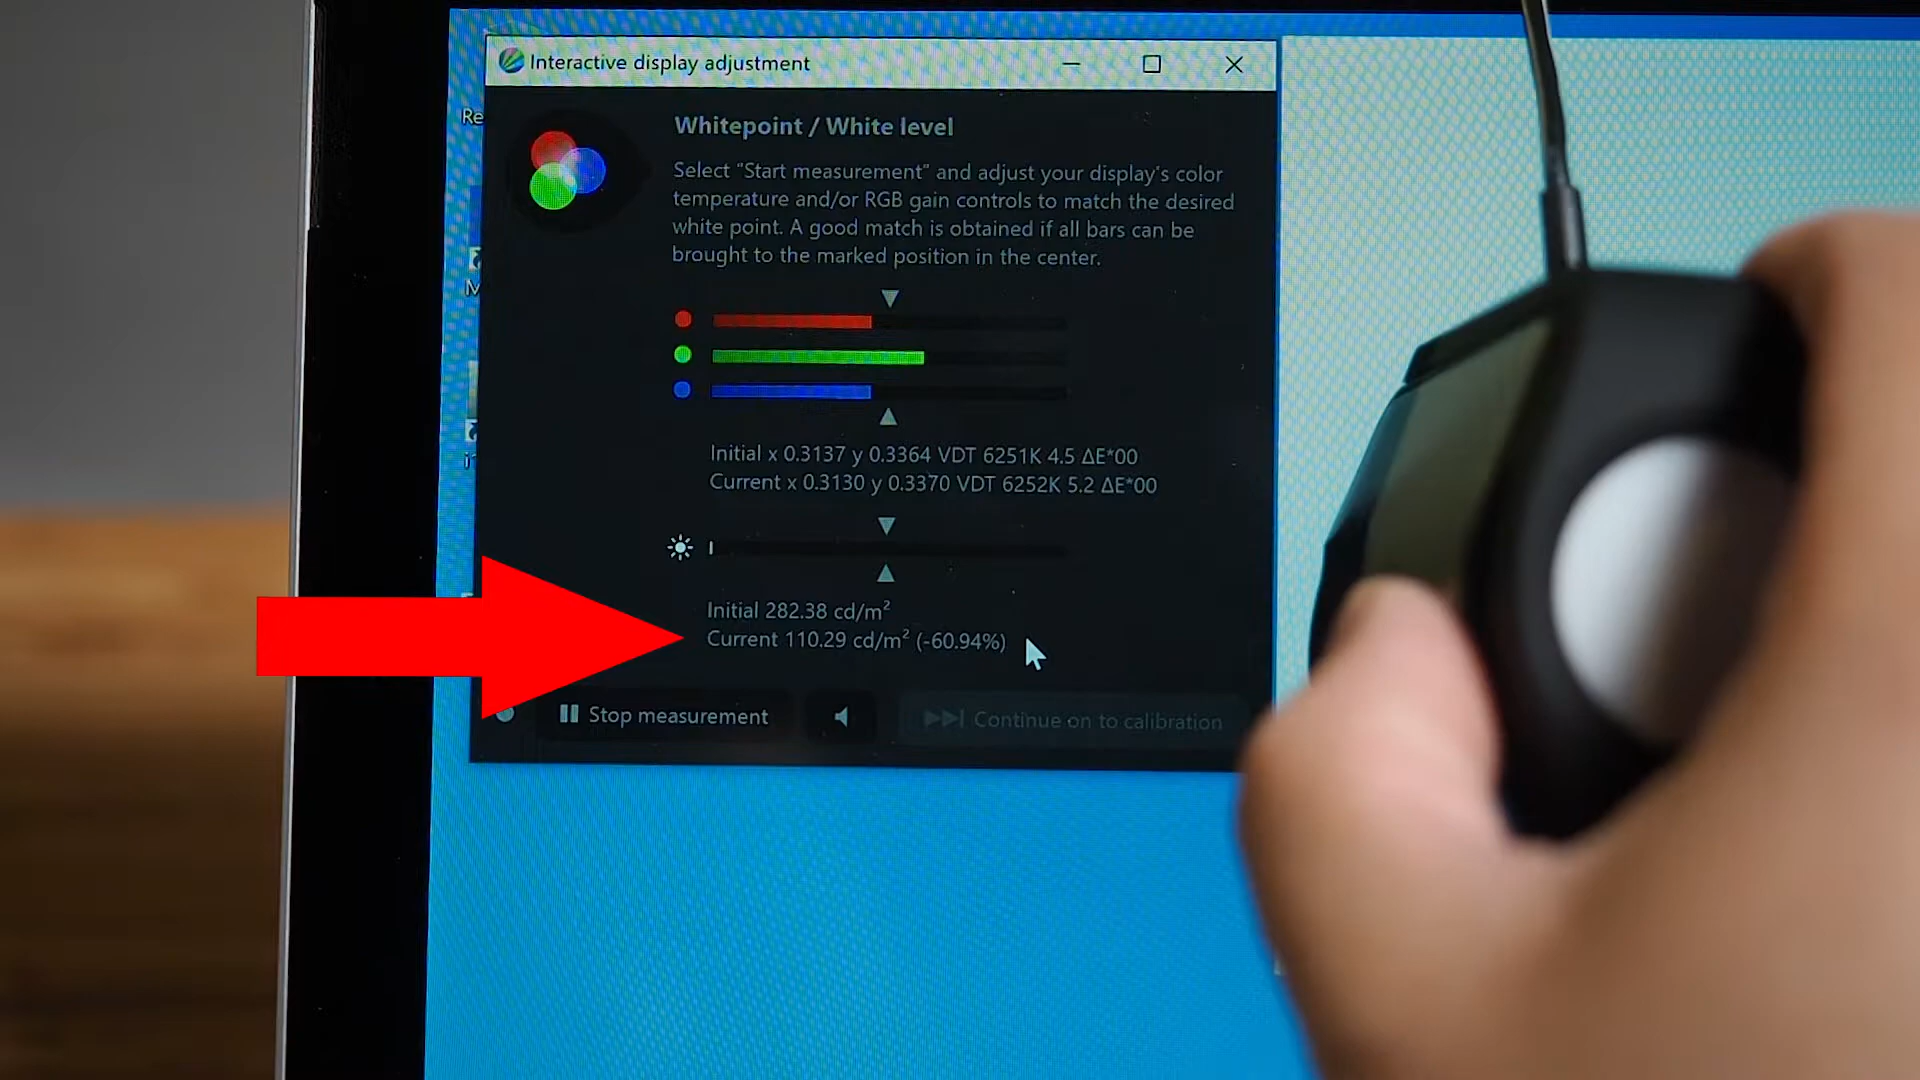 Interactive display adjustment
Re
Whitepoint / White level
Select "Start measurement" and adjust your display's color
temperature and/or RGB gain controls to match the desired
white point. A good match is obtained if all bars can be
brought to the marked position in the center.
M
Initial x 0.3137 y 0.3364 VDT 6251K 4.5 ΔE*00
Current x 0.3130 y 0.3370 VDT 6252K 5.2 ΔE*00
Initial 282.38 cd/m²
Current 110.29 cd/m² (-60.94%)
Stop measurement
Continue on to calibration